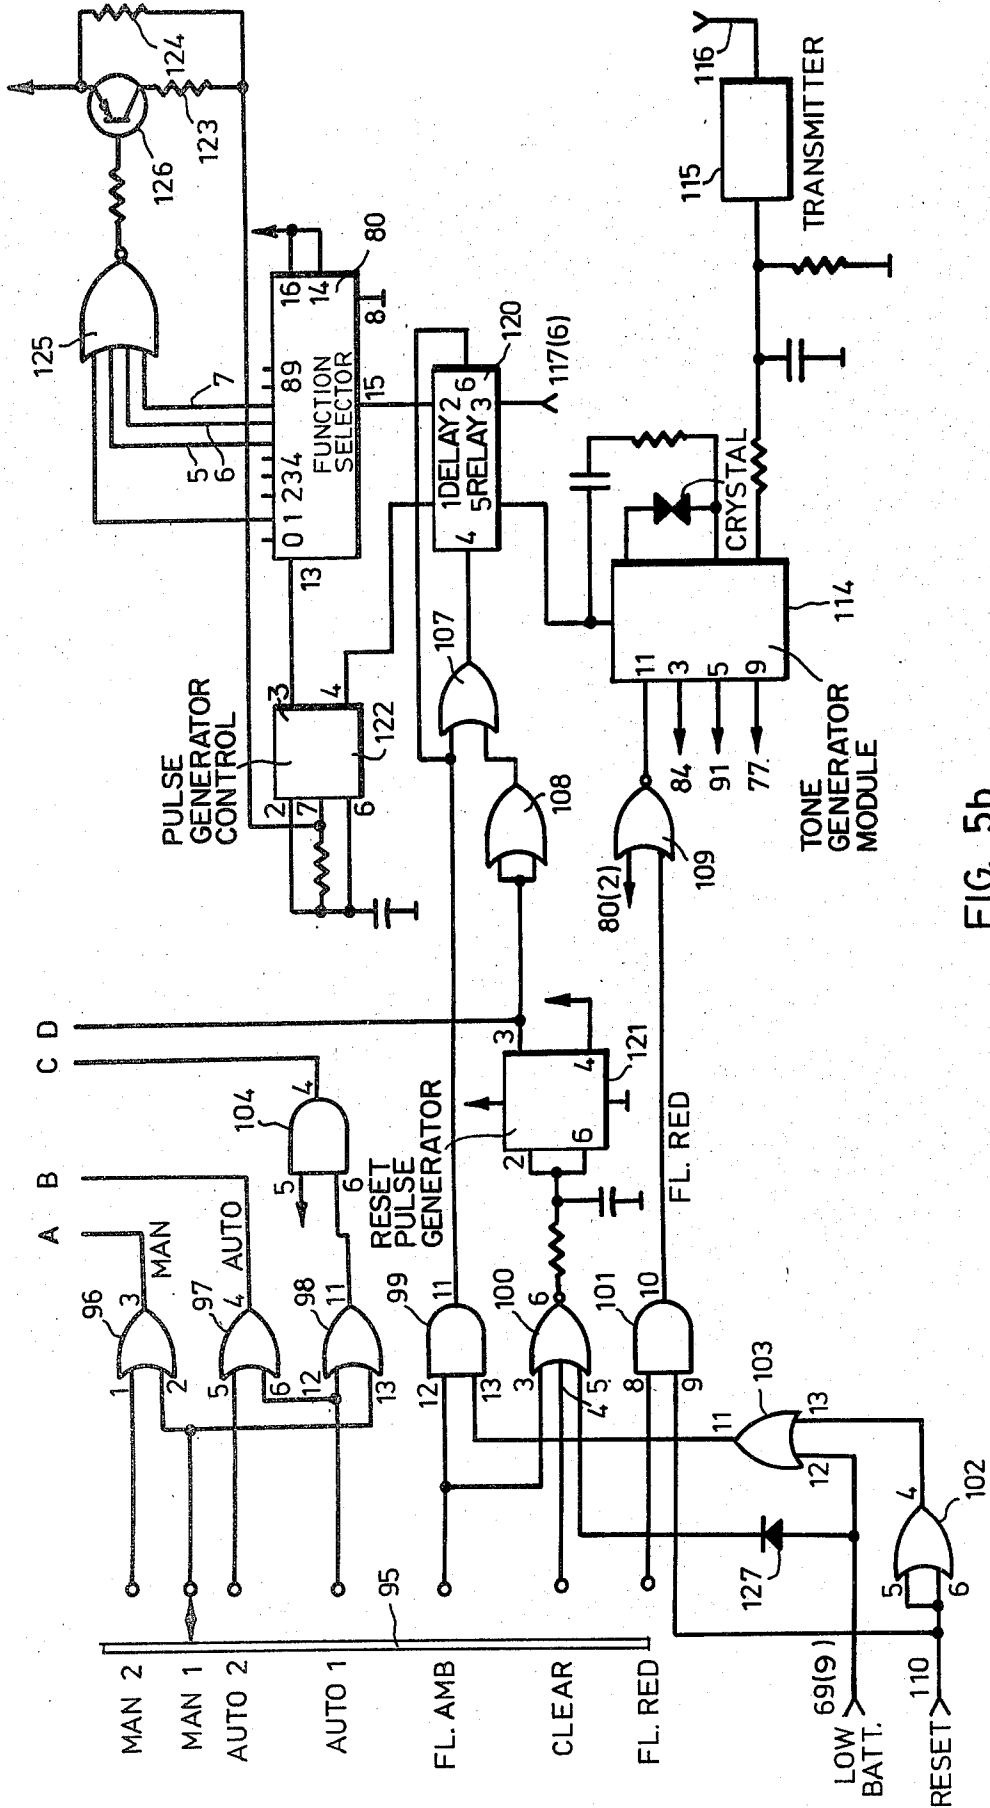 124
123
126
125
7
6
5
16
14
80
8
89
234
1
0
FUNCTION
SELECTOR
15
13
PULSE
GENERATOR
CONTROL
3
4
2
7
6
122
120
1DELAY2
6
5RELAY3
4
117(6)
107
108
116
115
TRANSMITTER
CRYSTAL
114
11
3
5
9
84
91
77
TONE
GENERATOR
MODULE
80(2)
109
FIG. 5b
A
B
C
D
MAN
AUTO
104
4
5
6
RESET
PULSE
GENERATOR
2
6
3
4
121
FL. RED
96
3
1
2
97
4
5
6
98
11
12
13
99
11
12
13
100
6
3
4
5
101
10
8
9
103
11
12
13
102
4
5
6
127
95
MAN 2
MAN 1
AUTO 2
AUTO 1
FL. AMB
CLEAR
FL. RED
69(9)
LOW
BATT.
110
RESET